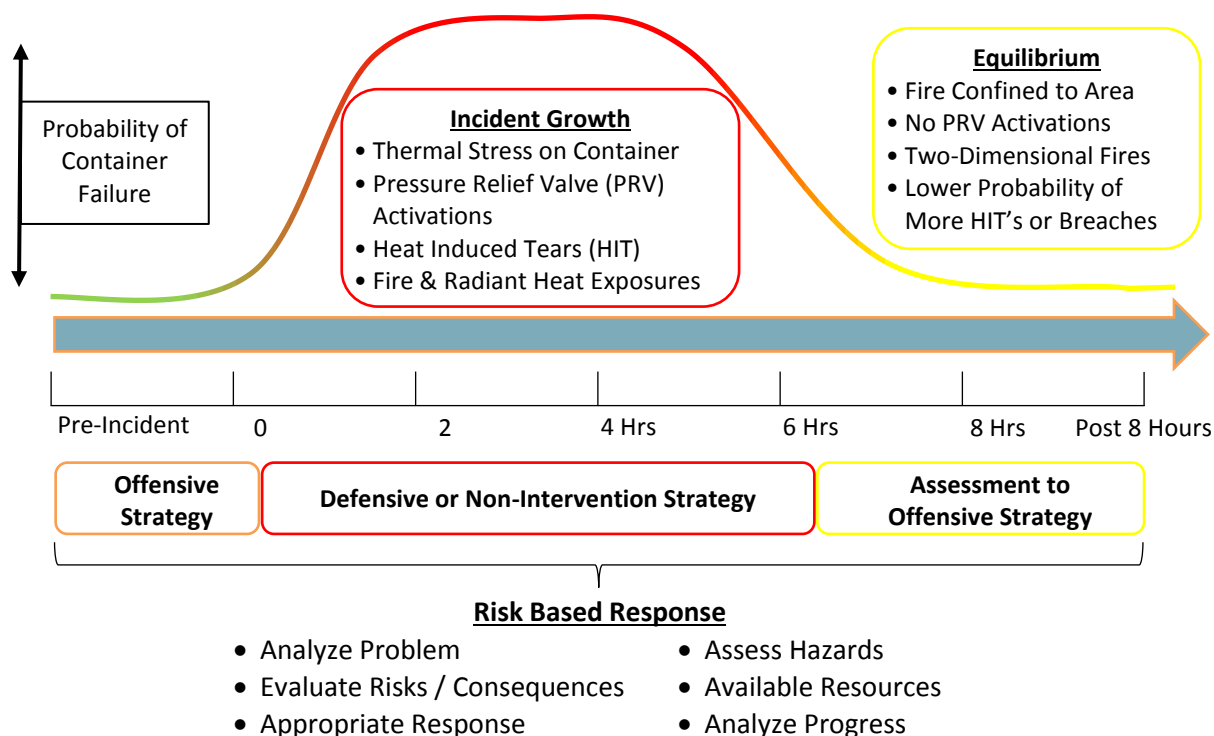 Probability of
Container
Failure
Incident Growth
• Thermal Stress on Container
• Pressure Relief Valve (PRV)
Activations
• Heat Induced Tears (HIT)
• Fire & Radiant Heat Exposures
Equilibrium
• Fire Confined to Area
• No PRV Activations
• Two-Dimensional Fires
• Lower Probability of
More HIT's or Breaches
Pre-Incident 0 2 4 Hrs 6 Hrs 8 Hrs Post 8 Hours
Offensive
Strategy
Defensive or Non-Intervention Strategy
Assessment to
Offensive Strategy
Risk Based Response
• Analyze Problem
• Evaluate Risks / Consequences
• Appropriate Response
• Assess Hazards
• Available Resources
• Analyze Progress